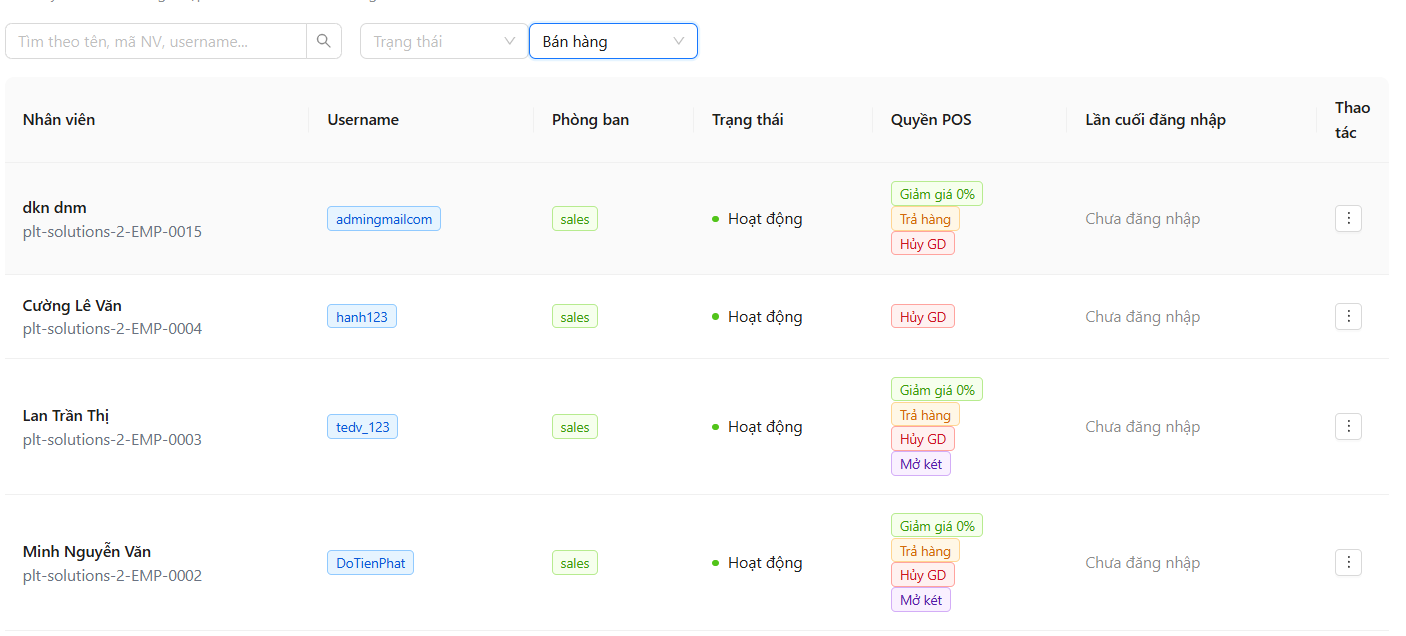 Tìm theo tên, mã NV, username... Trạng thái Bán hàng
Nhân viên Username Phòng ban Trạng thái Quyền POS Lần cuối đăng nhập Thao tác
dkn dnm
plt-solutions-2-EMP-0015
admingmailcom
sales
Hoạt động
Giảm giá 0%
Trả hàng
Hủy GD
Chưa đăng nhập
Cường Lê Văn
plt-solutions-2-EMP-0004
hanh123
sales
Hoạt động
Hủy GD
Chưa đăng nhập
Lan Trần Thị
plt-solutions-2-EMP-0003
tedv_123
sales
Hoạt động
Giảm giá 0%
Trả hàng
Hủy GD
Mở két
Chưa đăng nhập
Minh Nguyễn Văn
plt-solutions-2-EMP-0002
DoTienPhat
sales
Hoạt động
Giảm giá 0%
Trả hàng
Hủy GD
Mở két
Chưa đăng nhập